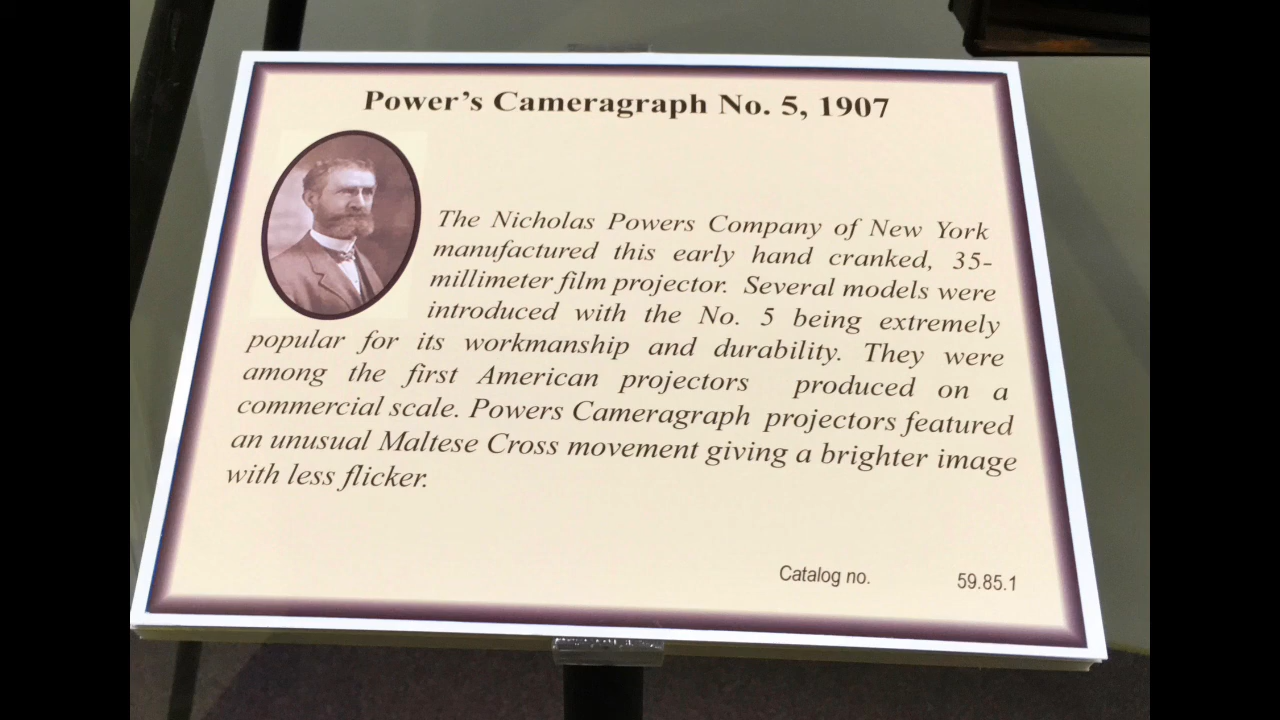 Power's Cameragraph No. 5, 1907
The Nicholas Powers Company of New York
manufactured this early hand cranked, 35-
millimeter film projector. Several models were
introduced with the No. 5 being extremely
popular for its workmanship and durability. They were
among the first American projectors produced on a
commercial scale. Powers Cameragraph projectors featured
an unusual Maltese Cross movement giving a brighter image
with less flicker.
Catalog no. 59.85.1